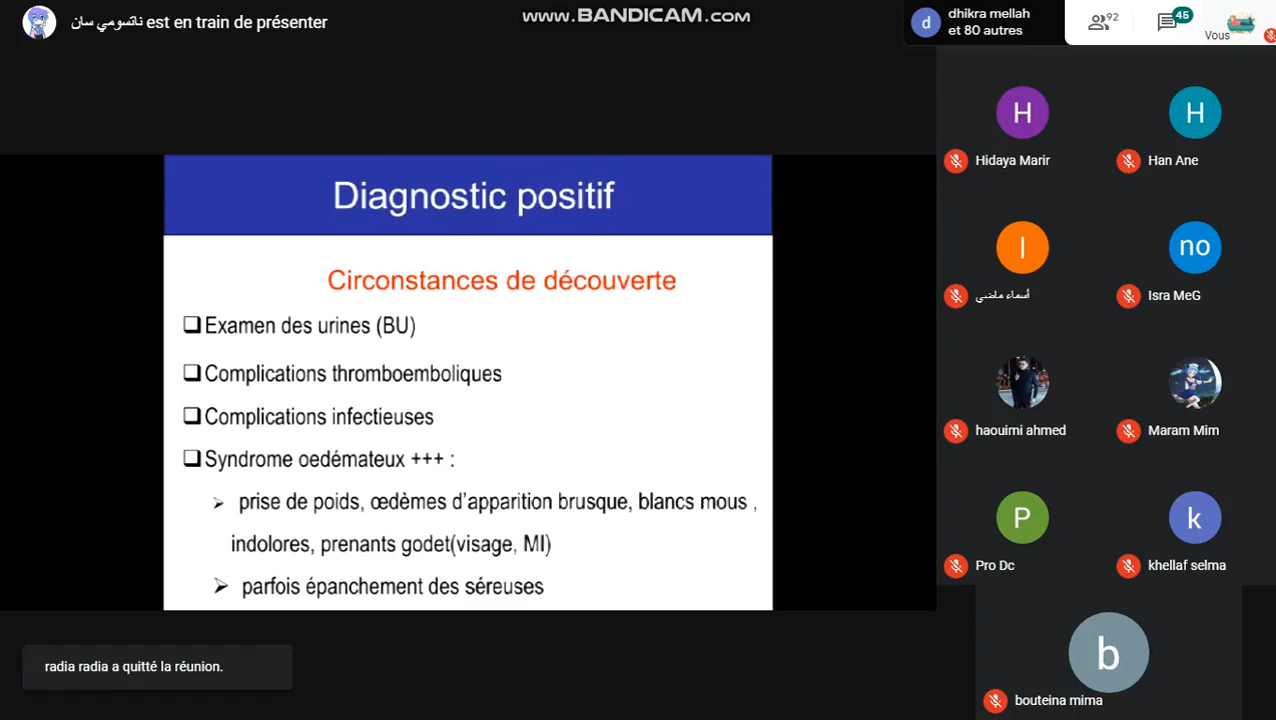 ناتسومي سان est en train de présenter
www.BANDICAM.com
dhikra mellah
et 80 autres
92
45
Vous
Diagnostic positif
Circonstances de découverte
❑Examen des urines (BU)
❑Complications thromboemboliques
❑Complications infectieuses
❑Syndrome oedémateux +++ :
➢ prise de poids, œdèmes d'apparition brusque, blancs mous ,
indolores, prenants godet(visage, MI)
➢ parfois épanchement des séreuses
d
H
Hidaya Marir
H
Han Ane
I
أسماء ماضي
no
Isra MeG
haouimi ahmed
Maram Mim
P
Pro Dc
k
khellaf selma
b
bouteina mima
radia radia a quitté la réunion.